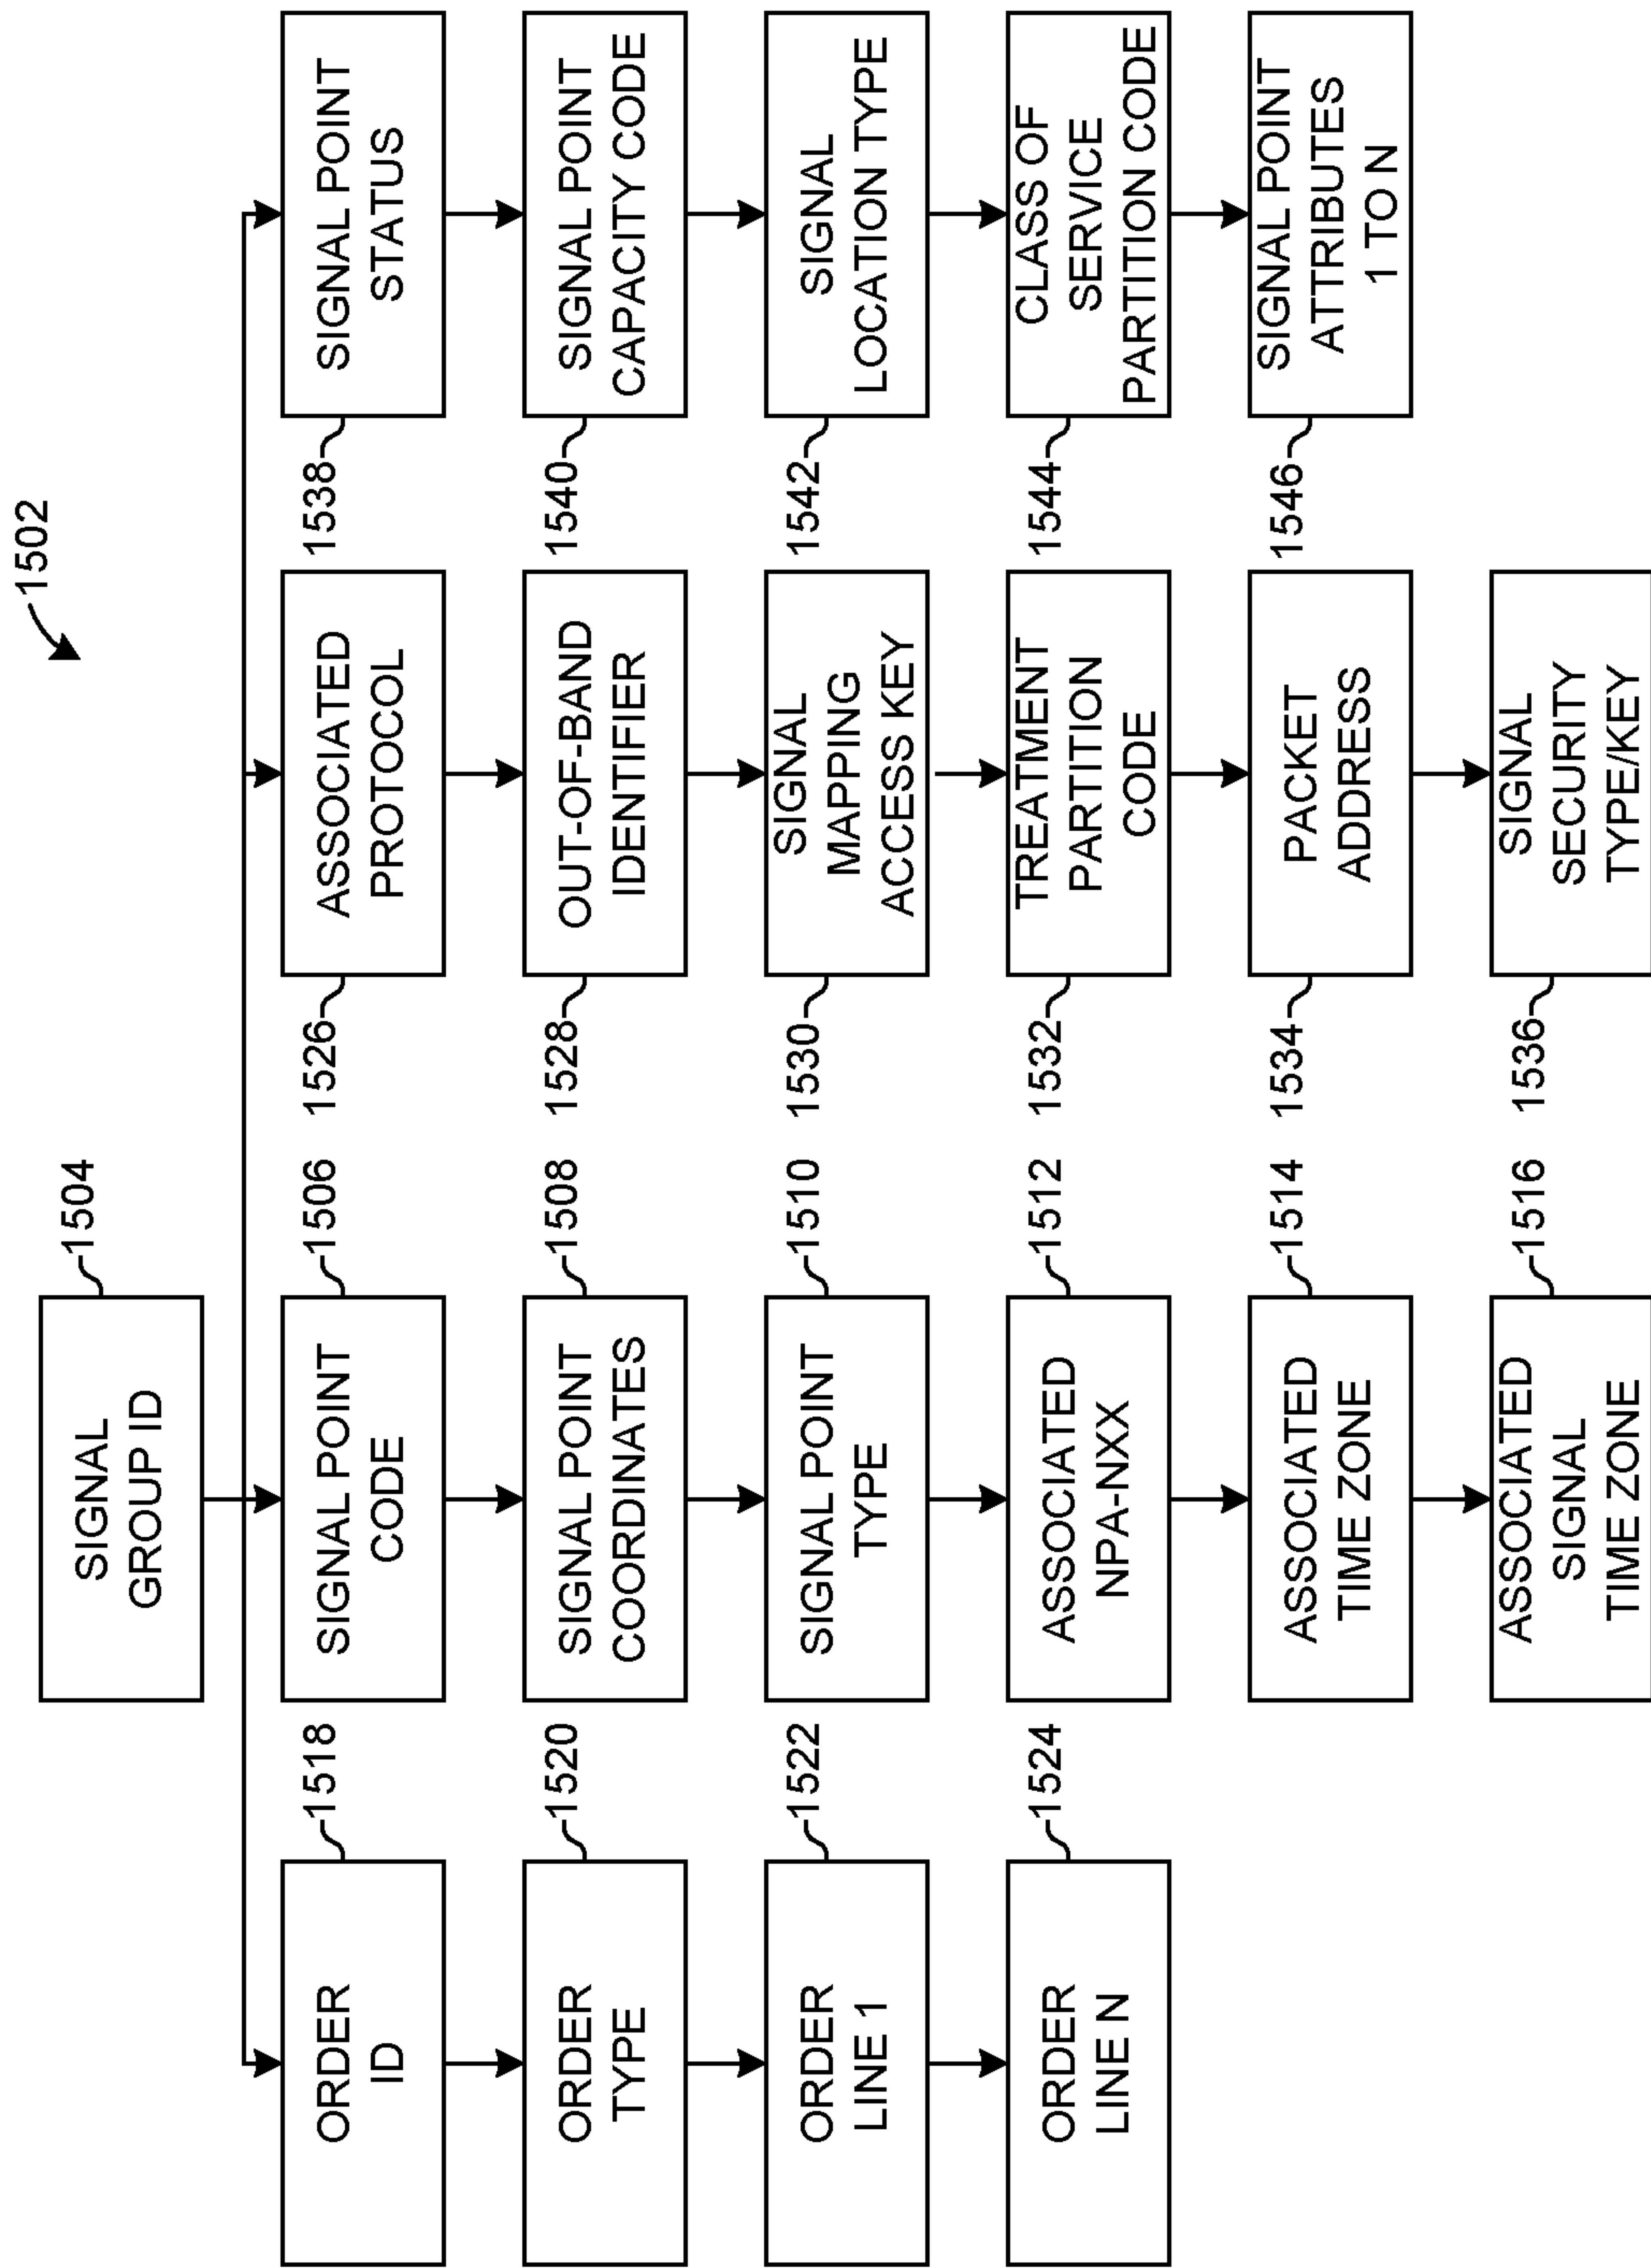 1502
SIGNAL
GROUP ID
1504
ORDER
ID
1518
ORDER
TYPE
1520
ORDER
LINE 1
1522
ORDER
LINE N
1524
SIGNAL POINT
CODE
1506
SIGNAL POINT
COORDINATES
1508
SIGNAL POINT
TYPE
1510
ASSOCIATED
NPA-NXX
1512
ASSOCIATED
TIME ZONE
1514
ASSOCIATED
SIGNAL
TIME ZONE
1516
1526
ASSOCIATED
PROTOCOL
1528
OUT-OF-BAND
IDENTIFIER
1530
SIGNAL
MAPPING
ACCESS KEY
1532
TREATMENT
PARTITION
CODE
1534
PACKET
ADDRESS
1536
SIGNAL
SECURITY
TYPE/KEY
1538
SIGNAL POINT
STATUS
1540
SIGNAL POINT
CAPACITY CODE
1542
SIGNAL
LOCATION TYPE
1544
CLASS OF
SERVICE
PARTITION CODE
1546
SIGNAL POINT
ATTRIBUTES
1 TO N